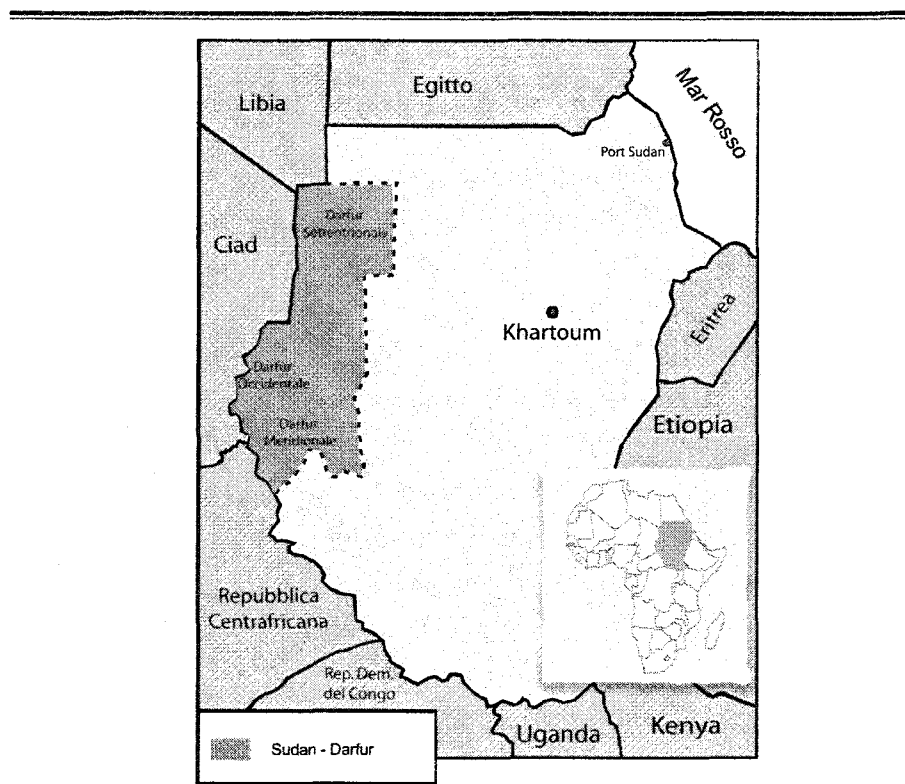 Libia
Egitto
Mar Rosso
Port Sudan
Darfur
Settentrionale
Ciad
Khartoum
Eritrea
Darfur
Occidentale
Darfur
Meridionale
Etiopia
Repubblica
Centrafricana
Rep. Dem.
del Congo
Uganda
Kenya
Sudan - Darfur